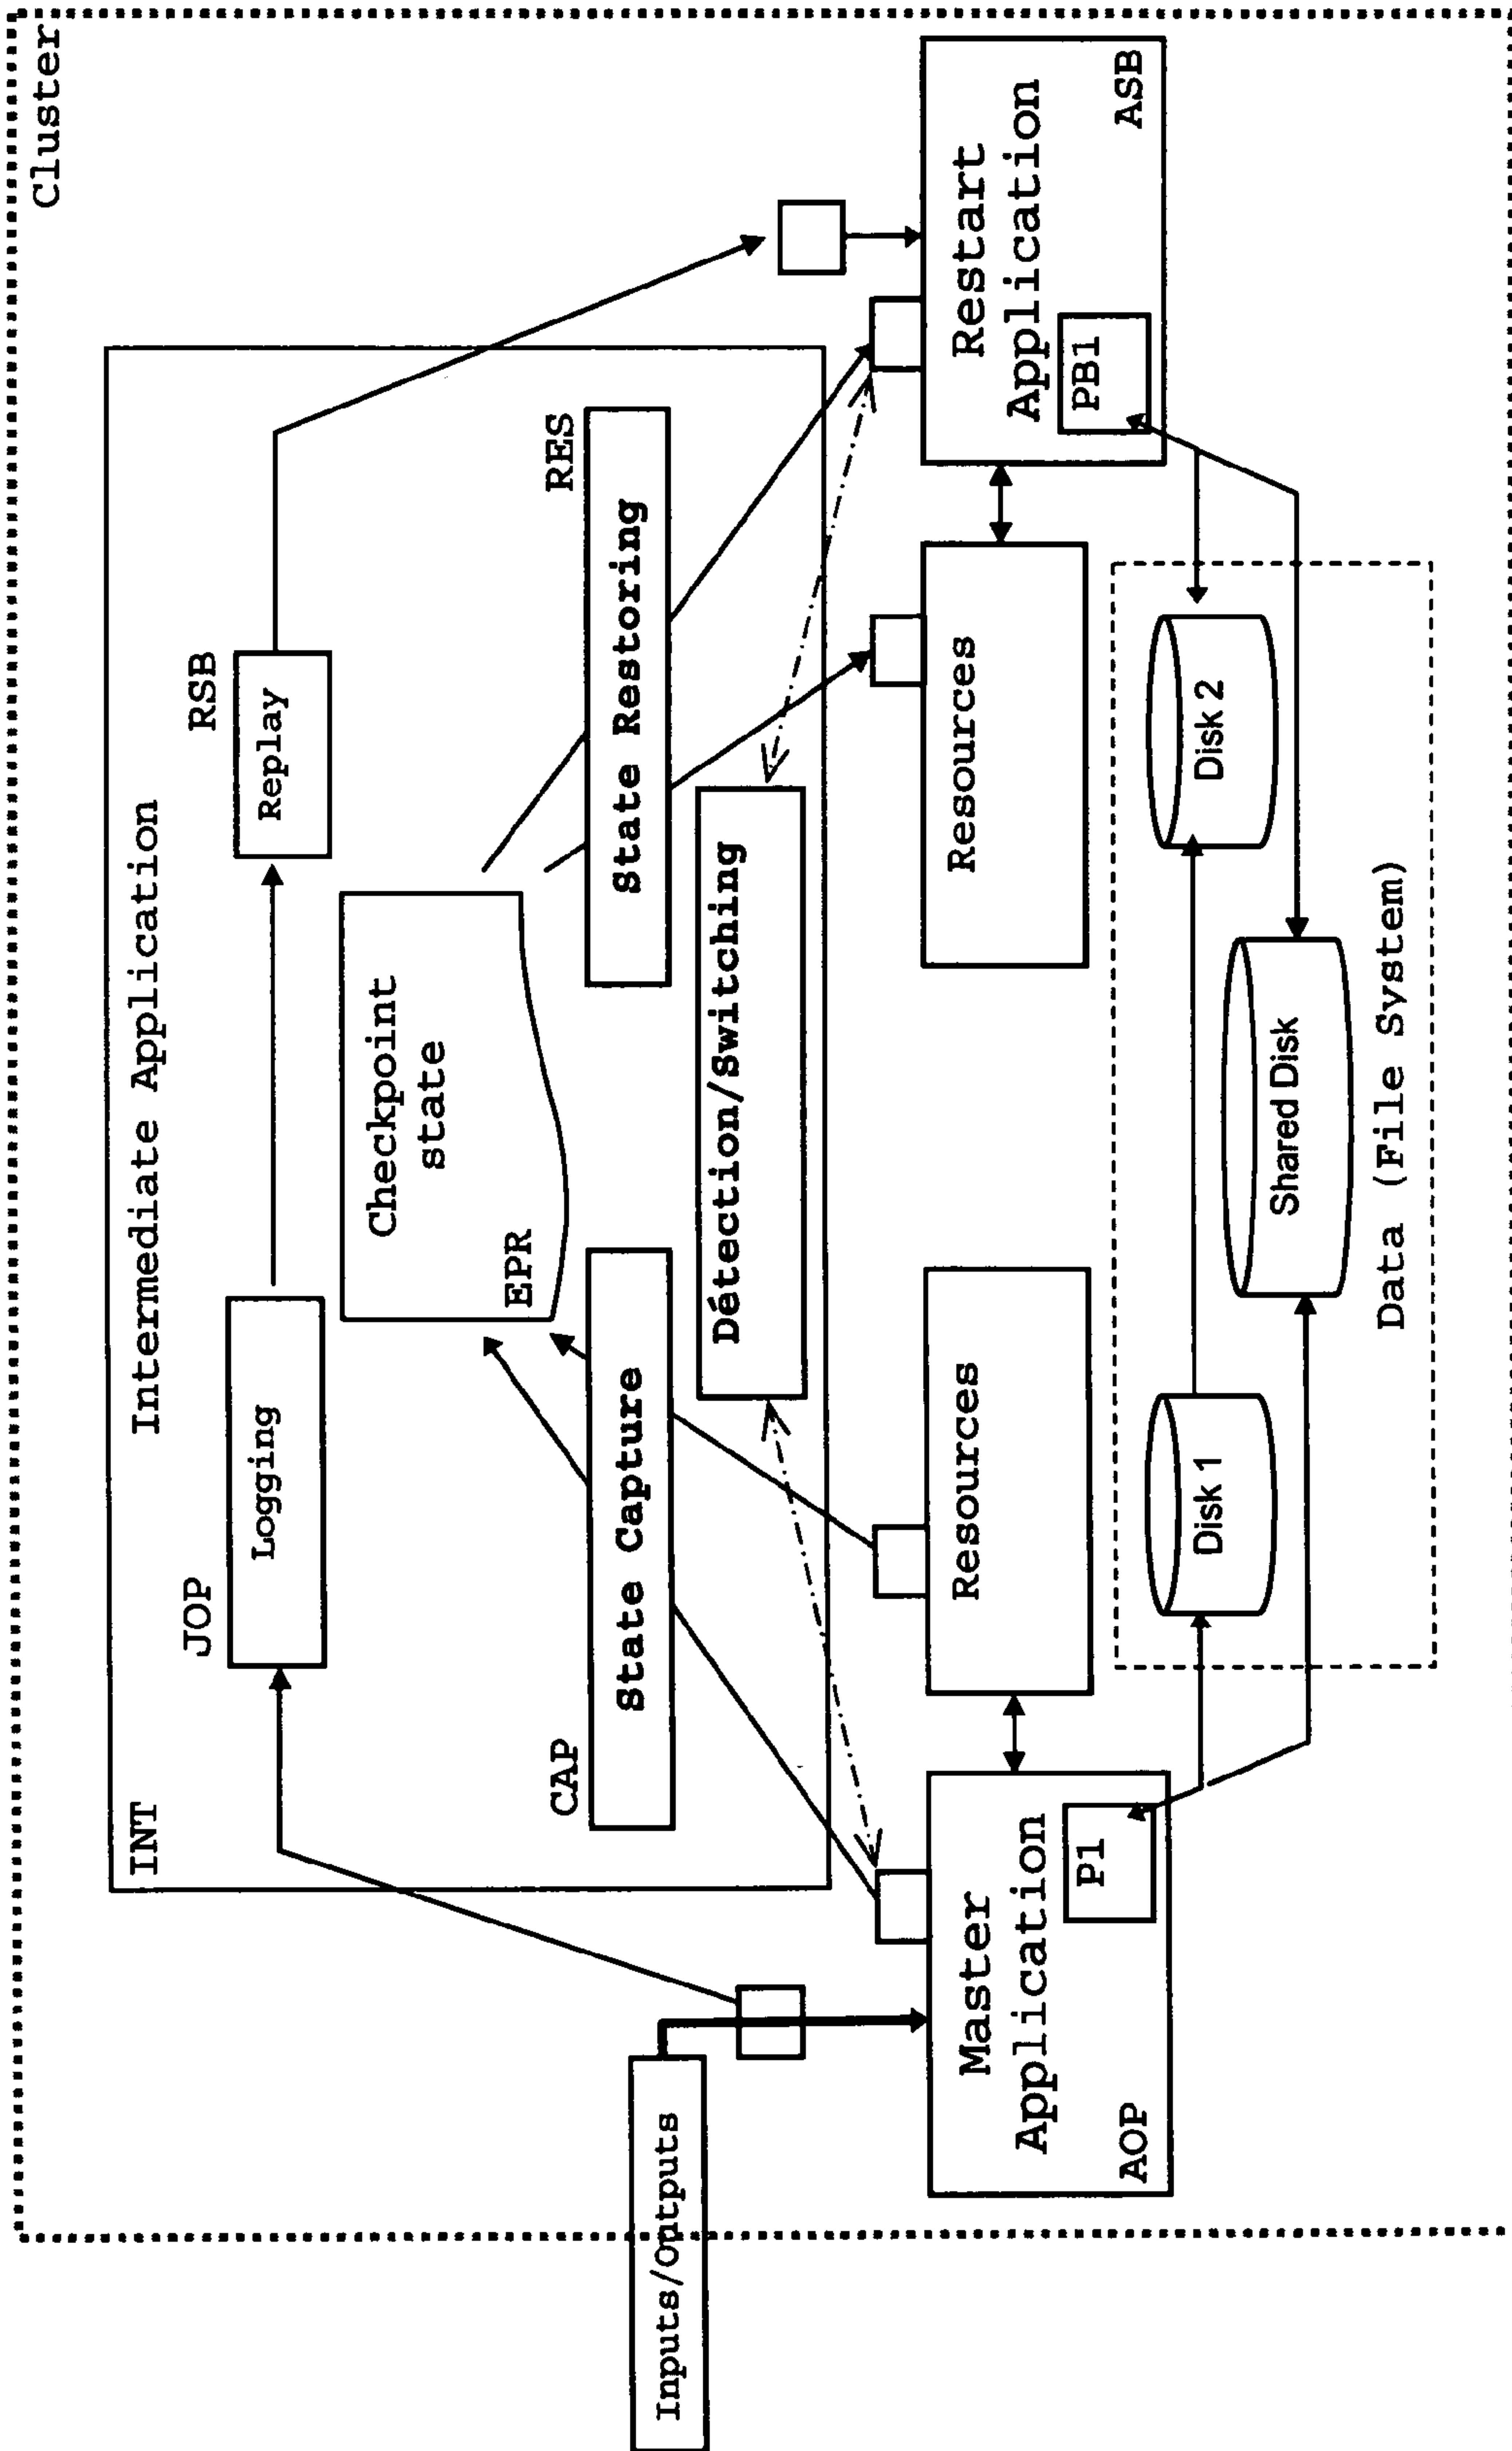 Cluster
INT
Intermediate Application
JOP
Logging
RSB
Replay
Checkpoint
state
EPR
CAP
State Capture
RES
State Restoring
Détection/Switching
Inputs/Outputs
Master
Application
AOP
P1
Resources
Resources
Restart
Application
ASB
PB1
Disk 1
Disk 2
Shared Disk
Data (File System)